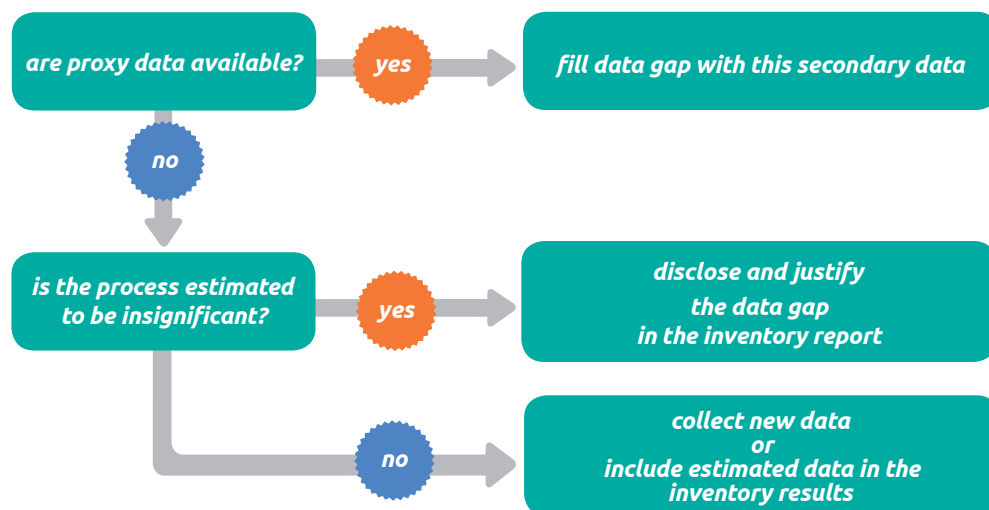 are proxy data available?
yes
fill data gap with this secondary data
no
is the process estimated
to be insignificant?
yes
disclose and justify
the data gap
in the inventory report
no
collect new data
or
include estimated data in the
inventory results